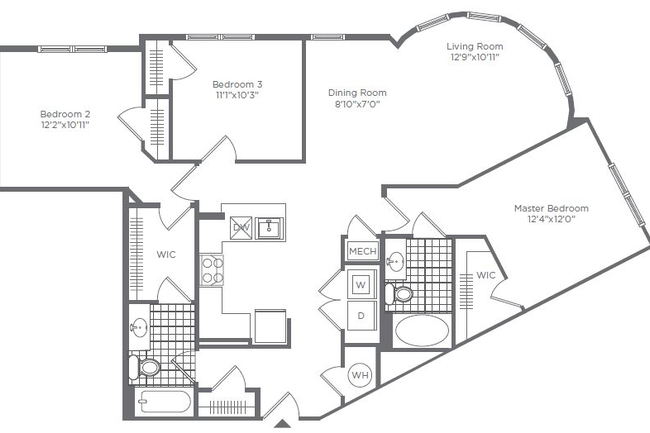 Living Room
12'9"x10'11"
Bedroom 3
11'1"x10'3"
Dining Room
8'10"x7'0"
Bedroom 2
12'2"x10'11"
Master Bedroom
12'4"x12'0"
DW
WIC
MECH
WIC
W
D
WH